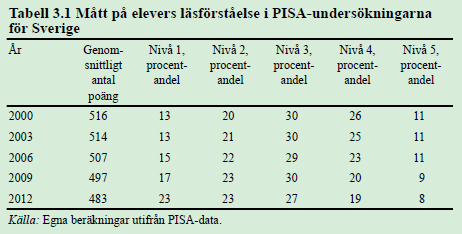 Tabell 3.1 Mått på elevers läsförståelse i PISA-undersökningarna
för Sverige
År Genom-snittligt antal poäng Nivå 1, procent-andel Nivå 2, procent-andel Nivå 3, procent-andel Nivå 4, procent-andel Nivå 5, procent-andel
2000 516 13 20 30 26 11
2003 514 13 21 30 25 11
2006 507 15 22 29 23 11
2009 497 17 23 30 20 9
2012 483 23 23 27 19 8
Källa: Egna beräkningar utifrån PISA-data.